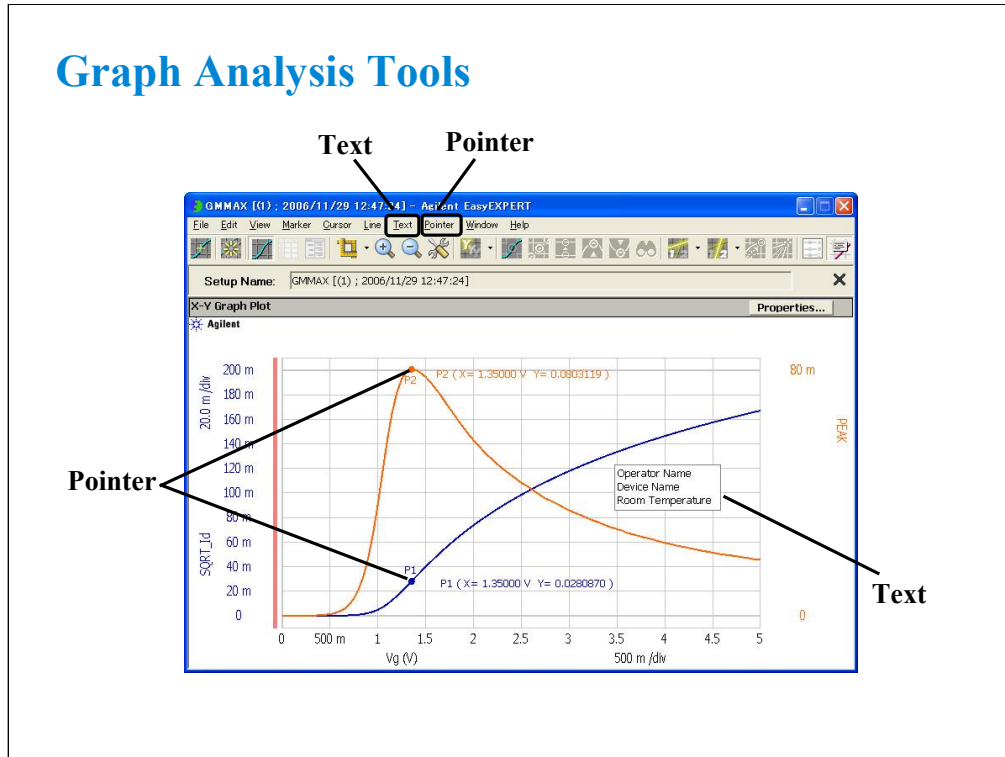 Graph Analysis Tools
Text Pointer
GMMAX [(1) ; 2006/11/29 12:47:24] - Agilent EasyEXPERT
File Edit View Marker Cursor Line Text Pointer Window Help
Setup Name: GMMAX [(1) ; 2006/11/29 12:47:24]
X-Y Graph Plot Properties...
Agilent
200 m
180 m
160 m
140 m
120 m
100 m
80 m
60 m
40 m
20 m
0
20.0 m /div
SQRT_Id
P2 P2 ( X= 1.35000 V Y= 0.0803119 )
80 m
PEAK
0
Operator Name
Device Name
Room Temperature
P1
P1 ( X= 1.35000 V Y= 0.0280870 )
0 500 m 1 1.5 2 2.5 3 3.5 4 4.5 5
Vg (V) 500 m /div
Pointer
Text